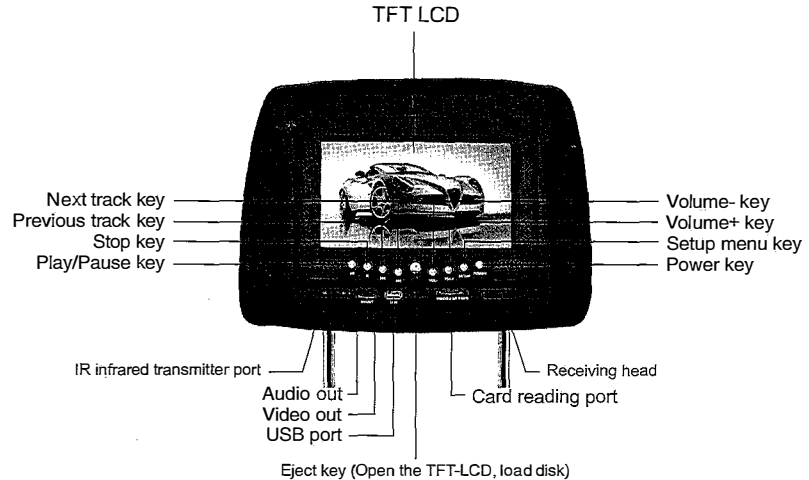 TFT LCD
Next track key
Previous track key
Stop key
Play/Pause key
Volume- key
Volume+ key
Setup menu key
Power key
IR infrared transmitter port
Receiving head
Audio out
Video out
USB port
Card reading port
Eject key (Open the TFT-LCD, load disk)